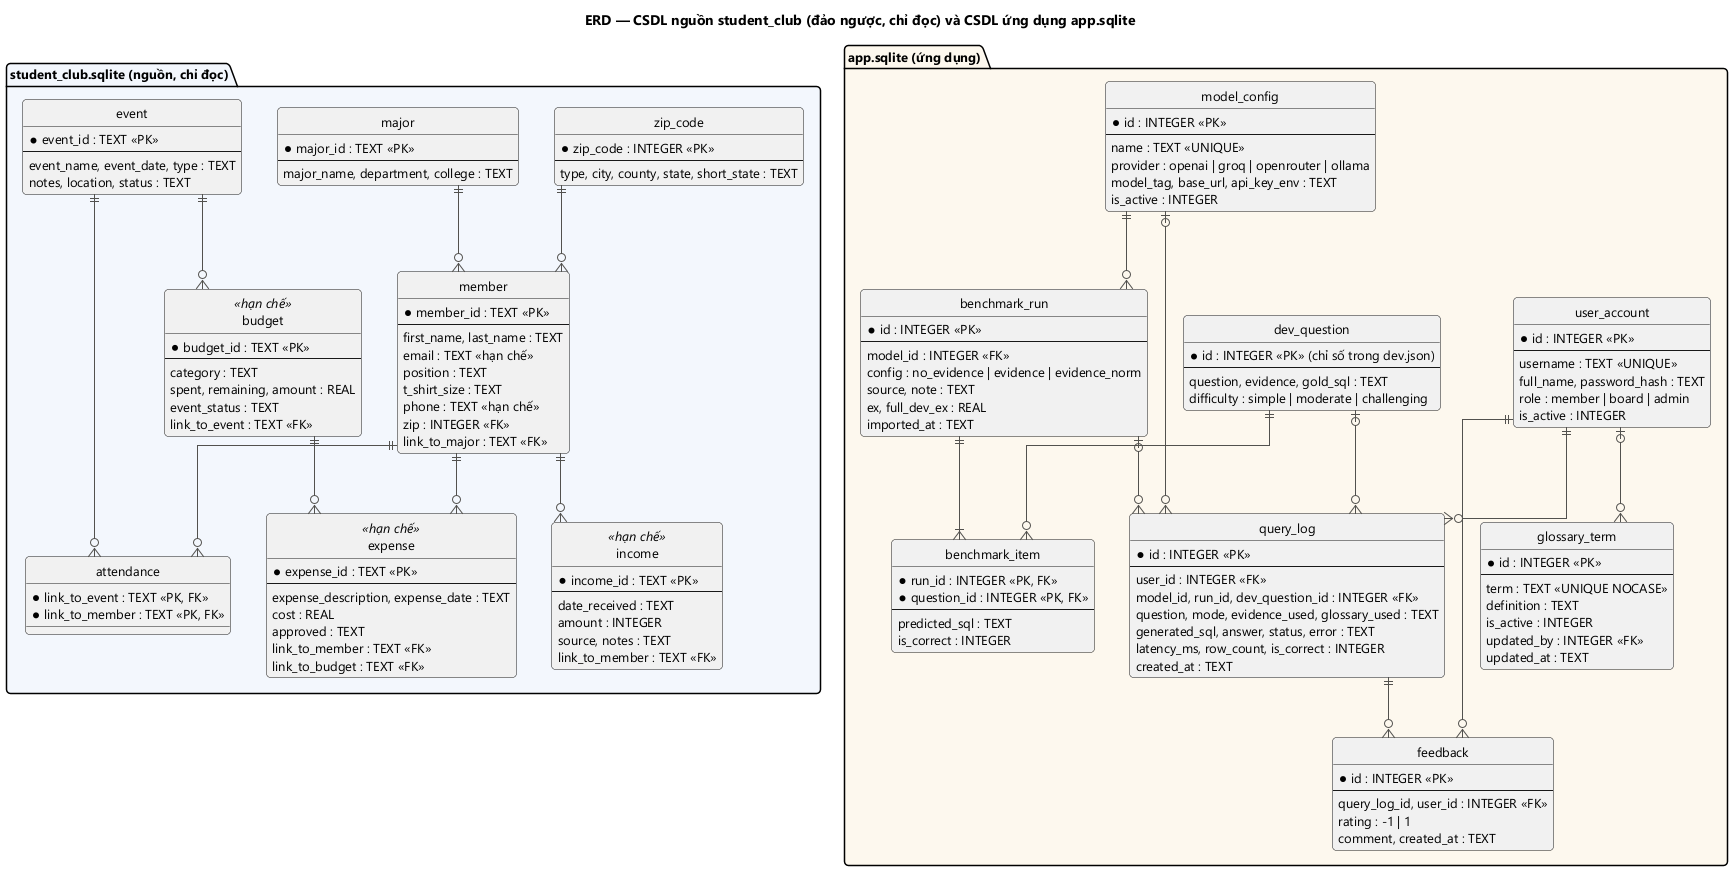 ERD — CSDL nguồn student_club (đảo ngược, chỉ đọc) và CSDL ứng dụng app.sqlite
student_club.sqlite (nguồn, chỉ đọc)
event
event_id : TEXT «PK»
event_name, event_date, type : TEXT
notes, location, status : TEXT
major
major_id : TEXT «PK»
major_name, department, college : TEXT
zip_code
zip_code : INTEGER «PK»
type, city, county, state, short_state : TEXT
«hạn chế»
budget
budget_id : TEXT «PK»
category : TEXT
spent, remaining, amount : REAL
event_status : TEXT
link_to_event : TEXT «FK»
member
member_id : TEXT «PK»
first_name, last_name : TEXT
email : TEXT «hạn chế»
position : TEXT
t_shirt_size : TEXT
phone : TEXT «hạn chế»
zip : INTEGER «FK»
link_to_major : TEXT «FK»
attendance
link_to_event : TEXT «PK, FK»
link_to_member : TEXT «PK, FK»
«hạn chế»
expense
expense_id : TEXT «PK»
expense_description, expense_date : TEXT
cost : REAL
approved : TEXT
link_to_member : TEXT «FK»
link_to_budget : TEXT «FK»
«hạn chế»
income
income_id : TEXT «PK»
date_received : TEXT
amount : INTEGER
source, notes : TEXT
link_to_member : TEXT «FK»
app.sqlite (ứng dụng)
model_config
id : INTEGER «PK»
name : TEXT «UNIQUE»
provider : openai | groq | openrouter | ollama
model_tag, base_url, api_key_env : TEXT
is_active : INTEGER
benchmark_run
id : INTEGER «PK»
model_id : INTEGER «FK»
config : no_evidence | evidence | evidence_norm
source, note : TEXT
ex, full_dev_ex : REAL
imported_at : TEXT
dev_question
id : INTEGER «PK» (chỉ số trong dev.json)
question, evidence, gold_sql : TEXT
difficulty : simple | moderate | challenging
user_account
id : INTEGER «PK»
username : TEXT «UNIQUE»
full_name, password_hash : TEXT
role : member | board | admin
is_active : INTEGER
benchmark_item
run_id : INTEGER «PK, FK»
question_id : INTEGER «PK, FK»
predicted_sql : TEXT
is_correct : INTEGER
query_log
id : INTEGER «PK»
user_id : INTEGER «FK»
model_id, run_id, dev_question_id : INTEGER «FK»
question, mode, evidence_used, glossary_used : TEXT
generated_sql, answer, status, error : TEXT
latency_ms, row_count, is_correct : INTEGER
created_at : TEXT
glossary_term
id : INTEGER «PK»
term : TEXT «UNIQUE NOCASE»
definition : TEXT
is_active : INTEGER
updated_by : INTEGER «FK»
updated_at : TEXT
feedback
id : INTEGER «PK»
query_log_id, user_id : INTEGER «FK»
rating : -1 | 1
comment, created_at : TEXT